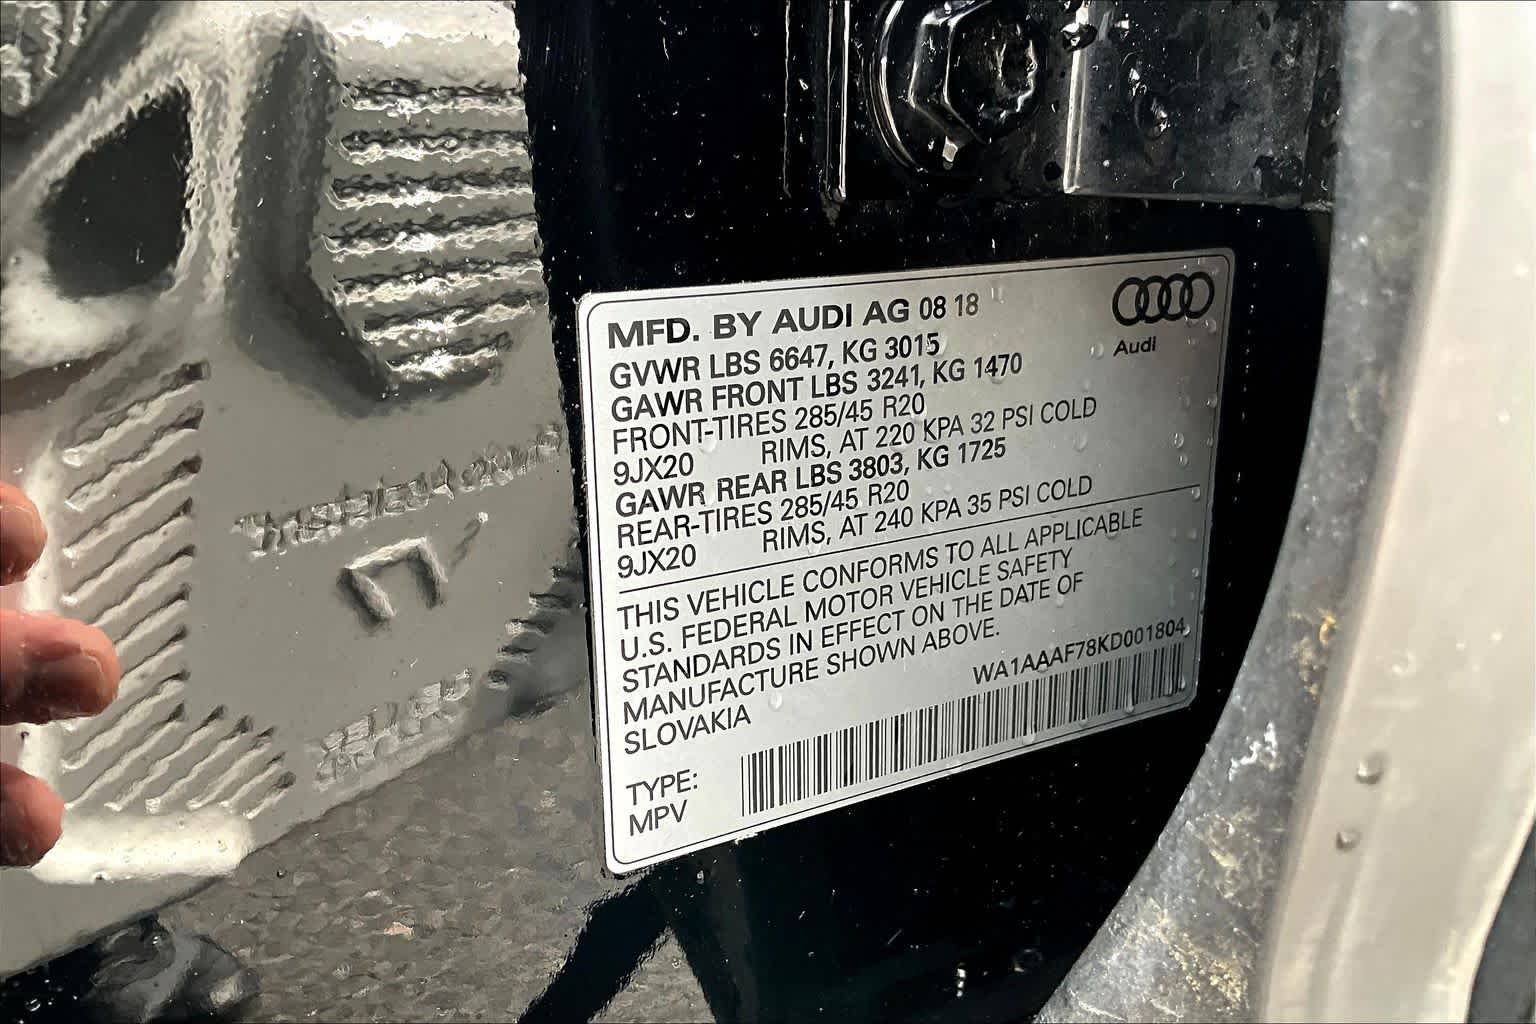 MFD. BY AUDI AG 08 18
Audi
GVWR LBS 6647, KG 3015
GAWR FRONT LBS 3241, KG 1470
FRONT-TIRES 285/45 R20
9JX20 RIMS, AT 220 KPA 32 PSI COLD
GAWR REAR LBS 3803, KG 1725
REAR-TIRES 285/45 R20
9JX20 RIMS, AT 240 KPA 35 PSI COLD
THIS VEHICLE CONFORMS TO ALL APPLICABLE
U.S. FEDERAL MOTOR VEHICLE SAFETY
STANDARDS IN EFFECT ON THE DATE OF
MANUFACTURE SHOWN ABOVE.
SLOVAKIA
WA1AAAF78KD001804
TYPE:
MPV